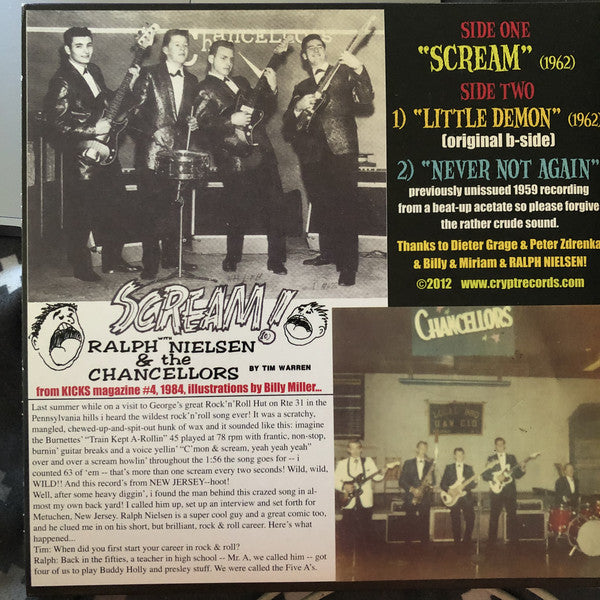 Chancellors
SIDE ONE
"SCREAM" (1962)
SIDE TWO
1) "LITTLE DEMON" (1962)
(original b-side)
2) "NEVER NOT AGAIN"
previously unissued 1959 recording
from a beat-up acetate so please forgive
the rather crude sound.
Thanks to Dieter Grage & Peter Zdrenka
& Billy & Miriam & RALPH NIELSEN!
©2012 www.cryptrecords.com
SCREAM!
WITH
RALPH NIELSEN
& the
CHANCELLORS BY TIM WARREN
from KICKS magazine #4, 1984, illustrations by Billy Miller...
Last summer while on a visit to George's great Rock'n'Roll Hut on Rte 31 in the
Pennsylvania hills i heard the wildest rock'n'roll song ever! It was a scratchy,
mangled, chewed-up-and-spit-out hunk of wax and it sounded like this: imagine
the Burnettes' "Train Kept A-Rollin" 45 played at 78 rpm with frantic, non-stop,
burnin' guitar breaks and a voice yellin' "C'mon & scream, yeah yeah yeah"
over and over a scream howlin' throughout the 1:56 the song goes for -- i
counted 63 of 'em -- that's more than one scream every two seconds! Wild, wild,
WILD!! And this record's from NEW JERSEY--hoot!
Well, after some heavy diggin', i found the man behind this crazed song in al-
most my own back yard! I called him up, set up an interview and set forth for
Metuchen, New Jersey. Ralph Nielsen is a super cool guy and a great comic too,
and he clued me in on his short, but brilliant, rock & roll career. Here's what
happened...
Tim: When did you first start your career in rock & roll?
Ralph: Back in the fifties, a teacher in high school -- Mr. A, we called him -- got
four of us to play Buddy Holly and presley stuff. We were called the Five A's.
CHANCELLORS
LOCAL
U.A.W. C.I.O.